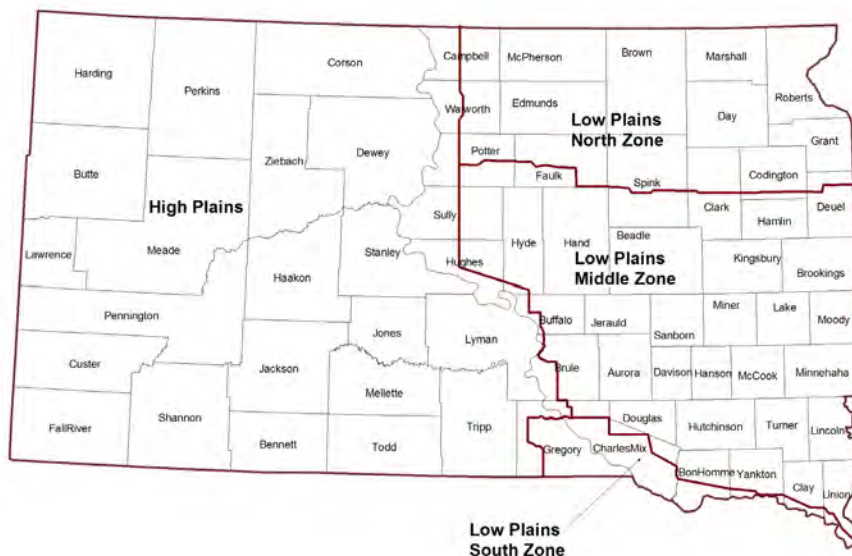 Harding
Perkins
Corson
Campbell
McPherson
Brown
Marshall
Roberts
Walworth
Edmunds
Day
Low Plains
North Zone
Grant
Butte
Ziebach
Dewey
Potter
Faulk
Spink
Codington
High Plains
Sully
Clark
Hamlin
Deuel
Lawrence
Meade
Haakon
Stanley
Hughes
Hyde
Hand
Beadle
Low Plains
Middle Zone
Kingsbury
Brookings
Pennington
Jones
Lyman
Buffalo
Jerauld
Sanborn
Miner
Lake
Moody
Custer
Jackson
Mellette
Brule
Aurora
Davison
Hanson
McCook
Minnehaha
FallRiver
Shannon
Bennett
Todd
Tripp
Gregory
CharlesMix
Douglas
Hutchinson
Turner
Lincoln
BonHomme
Yankton
Clay
Union
Low Plains
South Zone